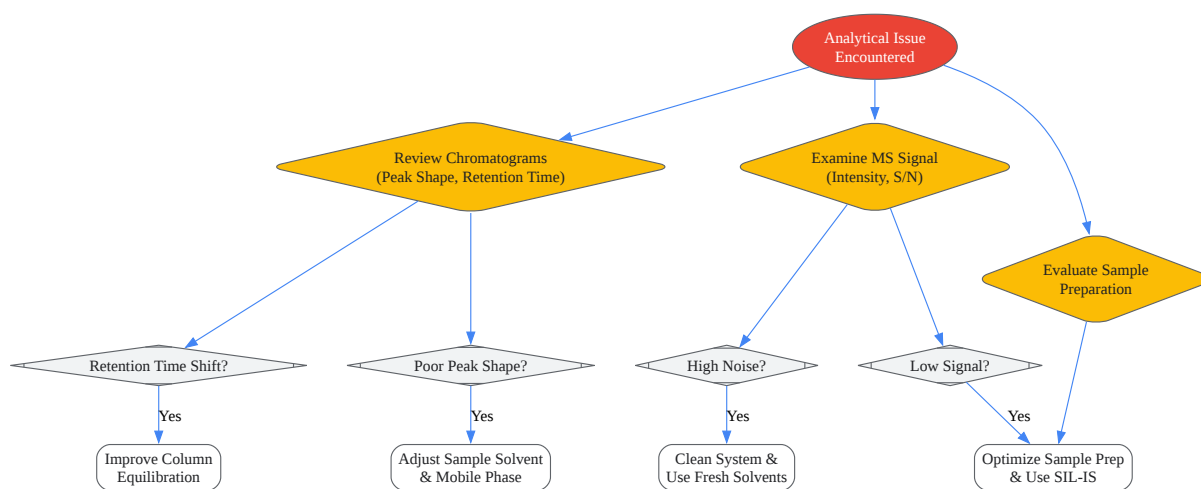 Analytical Issue
Encountered
Review Chromatograms
(Peak Shape, Retention Time)
Examine MS Signal
(Intensity, S/N)
Evaluate Sample
Preparation
Retention Time Shift?
Poor Peak Shape?
High Noise?
Low Signal?
Yes
Yes
Yes
Yes
Improve Column
Equilibration
Adjust Sample Solvent
& Mobile Phase
Clean System &
Use Fresh Solvents
Optimize Sample Prep
& Use SIL-IS